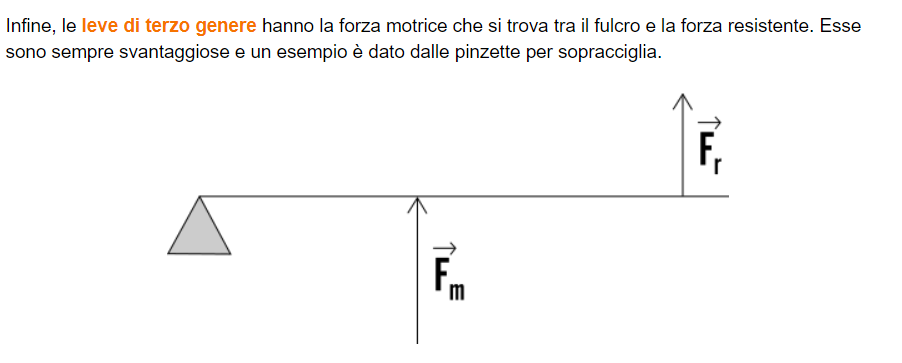 Infine, le leve di terzo genere hanno la forza motrice che si trova tra il fulcro e la forza resistente. Esse
sono sempre svantaggiose e un esempio è dato dalle pinzette per sopracciglia.
F⃗r
F⃗m